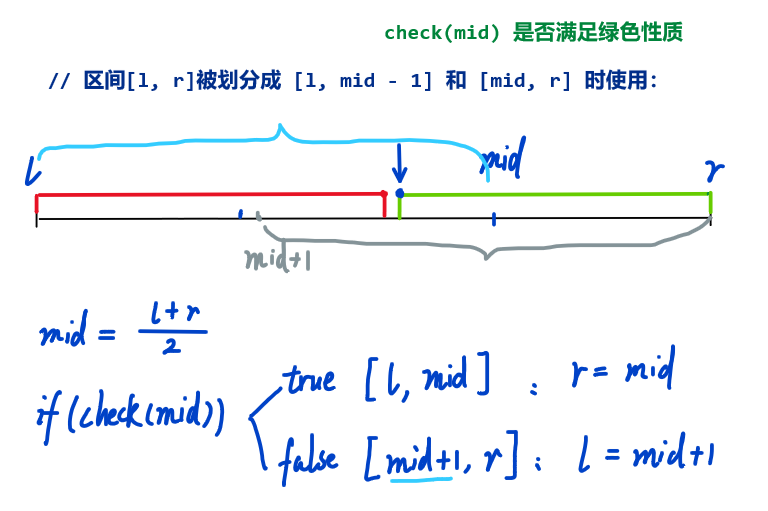 check(mid) 是否满足绿色性质
// 区间[l, r]被划分成 [l, mid - 1] 和 [mid, r] 时使用：
l mid r
mid+1
mid = l+r
2
if(check(mid))
true [l, mid] : r = mid
false [mid+1, r] : l = mid+1